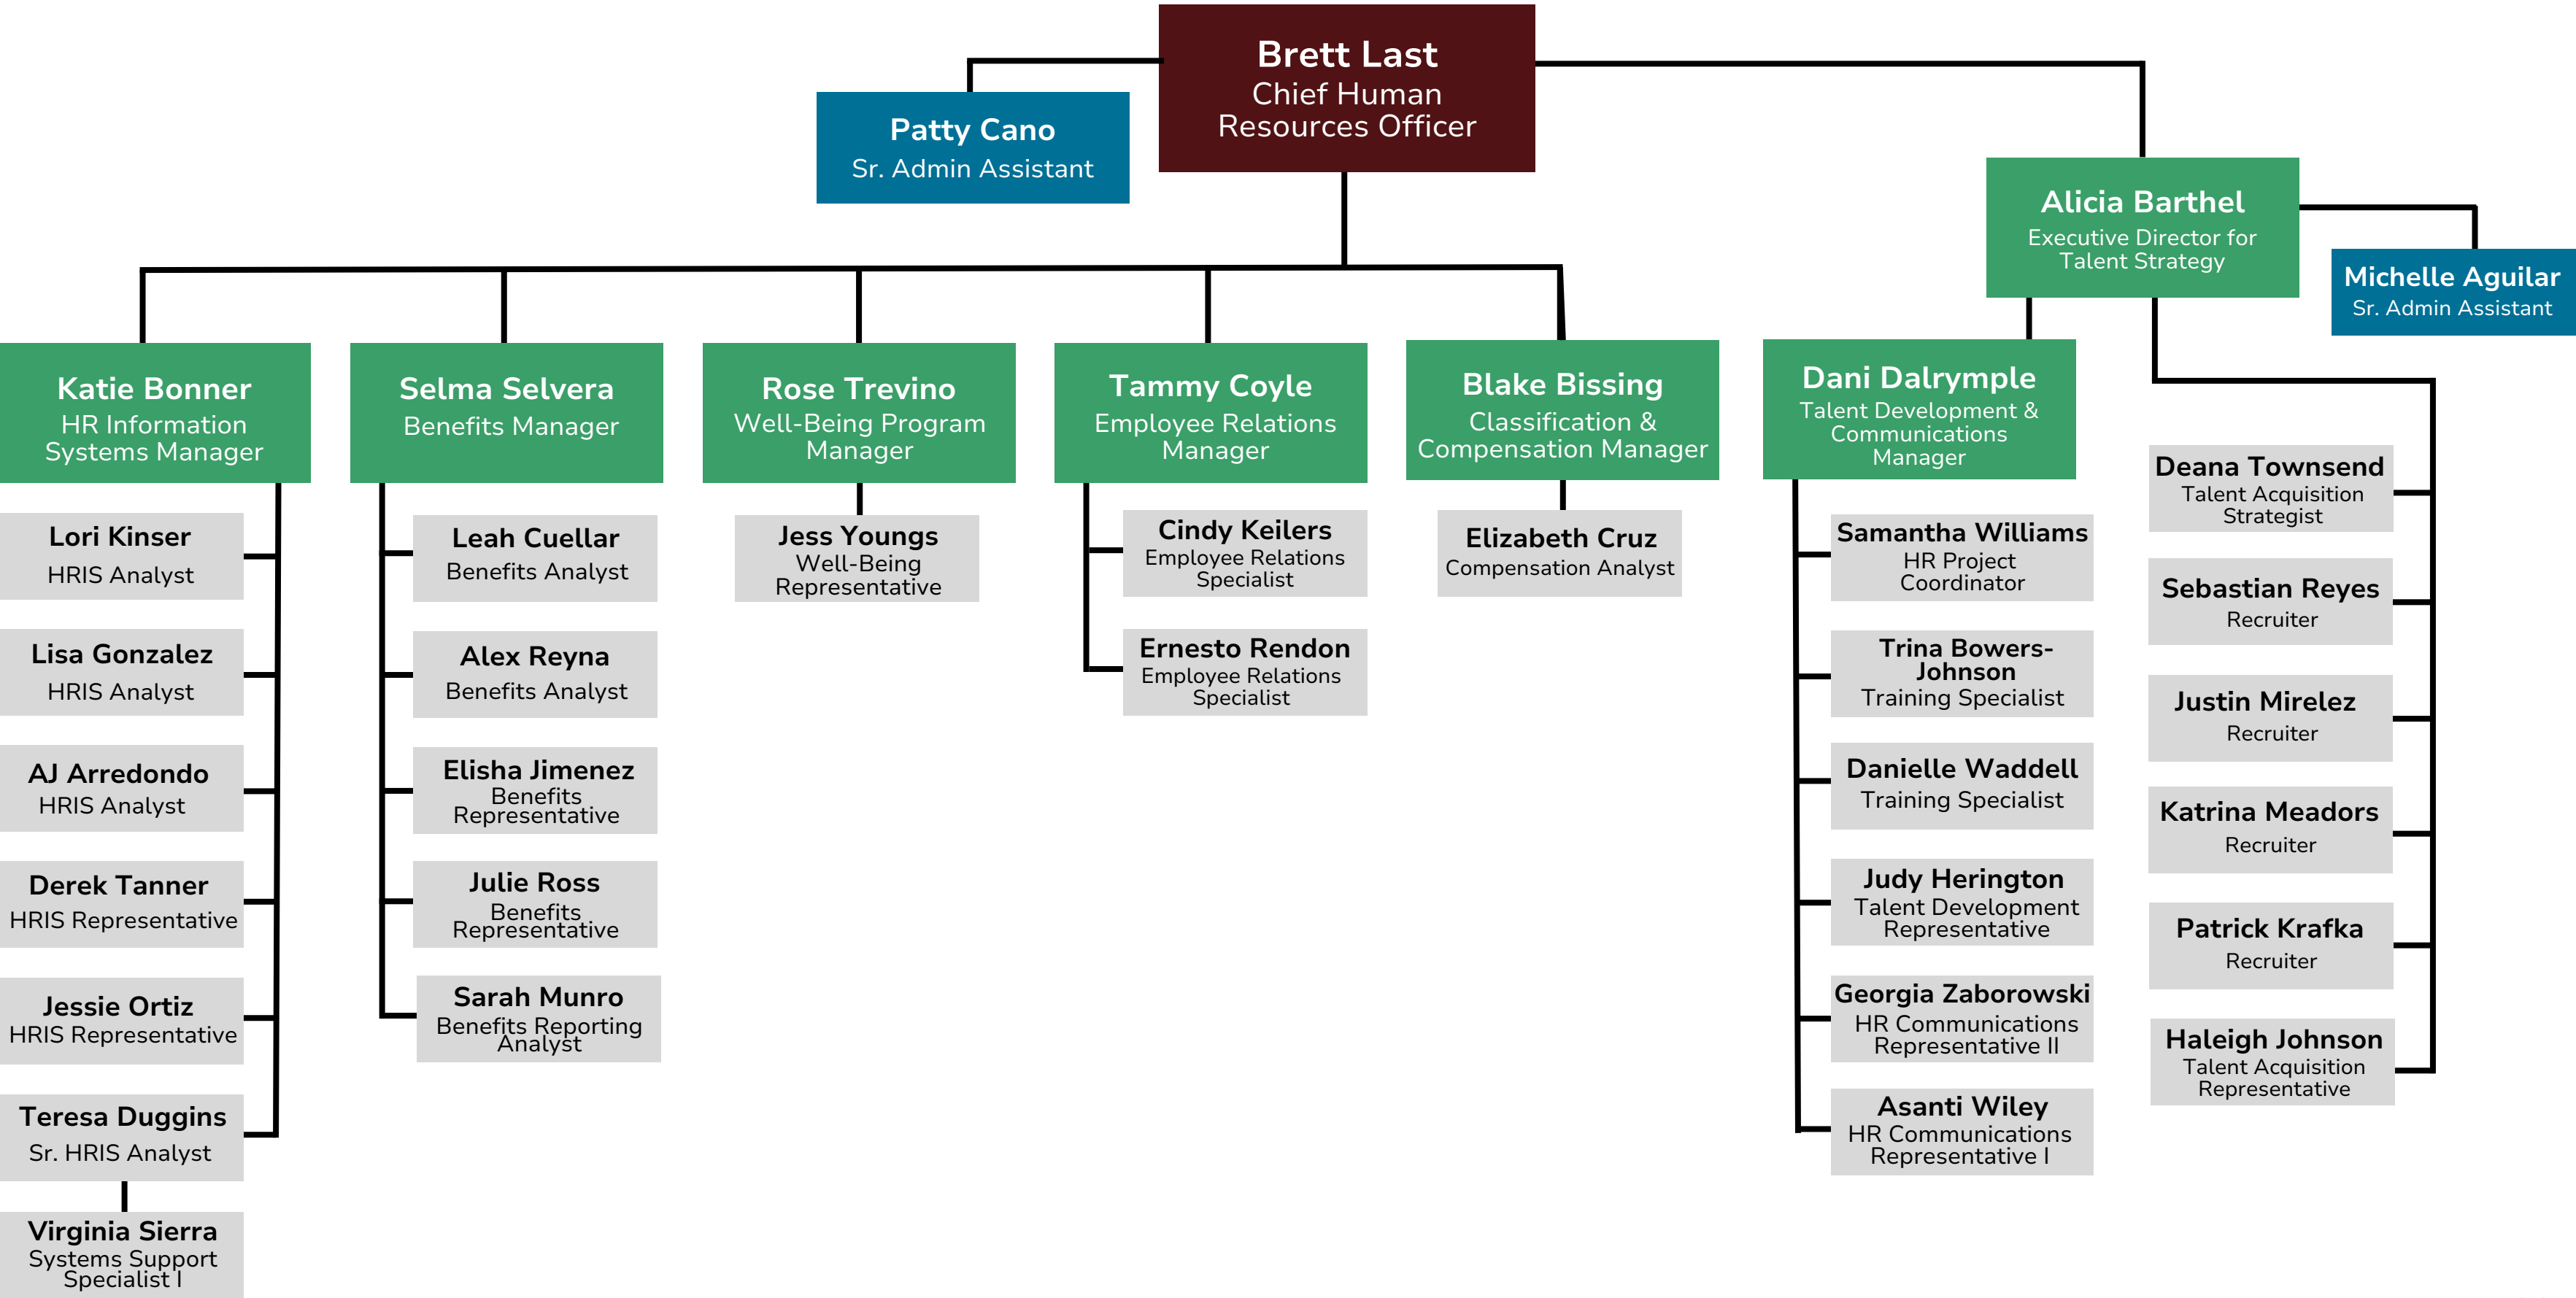 Brett Last
Chief Human
Resources Officer
Patty Cano
Sr. Admin Assistant
Alicia Barthel
Executive Director for
Talent Strategy
Michelle Aguilar
Sr. Admin Assistant
Katie Bonner
HR Information
Systems Manager
Lori Kinser
HRIS Analyst
Lisa Gonzalez
HRIS Analyst
AJ Arredondo
HRIS Analyst
Derek Tanner
HRIS Representative
Jessie Ortiz
HRIS Representative
Teresa Duggins
Sr. HRIS Analyst
Virginia Sierra
Systems Support
Specialist I
Selma Selvera
Benefits Manager
Leah Cuellar
Benefits Analyst
Alex Reyna
Benefits Analyst
Elisha Jimenez
Benefits
Representative
Julie Ross
Benefits
Representative
Sarah Munro
Benefits Reporting
Analyst
Rose Trevino
Well-Being Program
Manager
Jess Youngs
Well-Being
Representative
Tammy Coyle
Employee Relations
Manager
Cindy Keilers
Employee Relations
Specialist
Ernesto Rendon
Employee Relations
Specialist
Blake Bissing
Classification &
Compensation Manager
Elizabeth Cruz
Compensation Analyst
Dani Dalrymple
Talent Development &
Communications
Manager
Samantha Williams
HR Project
Coordinator
Trina Bowers-
Johnson
Training Specialist
Danielle Waddell
Training Specialist
Judy Herington
Talent Development
Representative
Georgia Zaborowski
HR Communications
Representative II
Asanti Wiley
HR Communications
Representative I
Deana Townsend
Talent Acquisition
Strategist
Sebastian Reyes
Recruiter
Justin Mirelez
Recruiter
Katrina Meadors
Recruiter
Patrick Krafka
Recruiter
Haleigh Johnson
Talent Acquisition
Representative